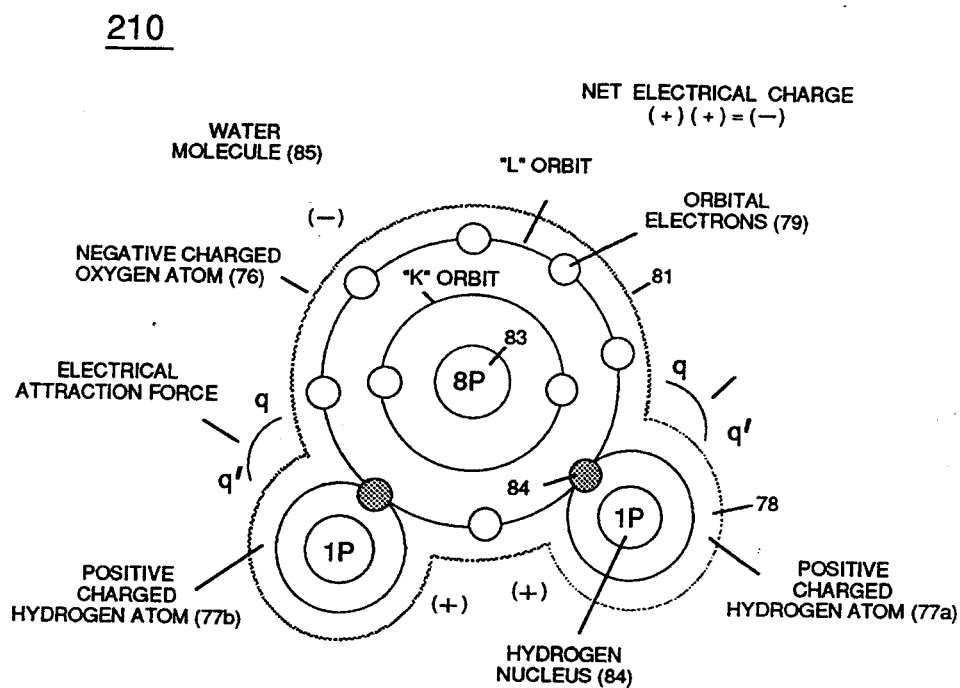 210
NET ELECTRICAL CHARGE
(+) (+) = (—)
WATER
MOLECULE (85)
"L" ORBIT
ORBITAL
ELECTRONS (79)
(—)
NEGATIVE CHARGED
OXYGEN ATOM (76)
"K" ORBIT
81
83
8P
ELECTRICAL
ATTRACTION FORCE
q
q'
q
q'
84
78
1P
1P
POSITIVE
CHARGED
HYDROGEN ATOM (77b)
(+)
(+)
POSITIVE
CHARGED
HYDROGEN ATOM (77a)
HYDROGEN
NUCLEUS (84)